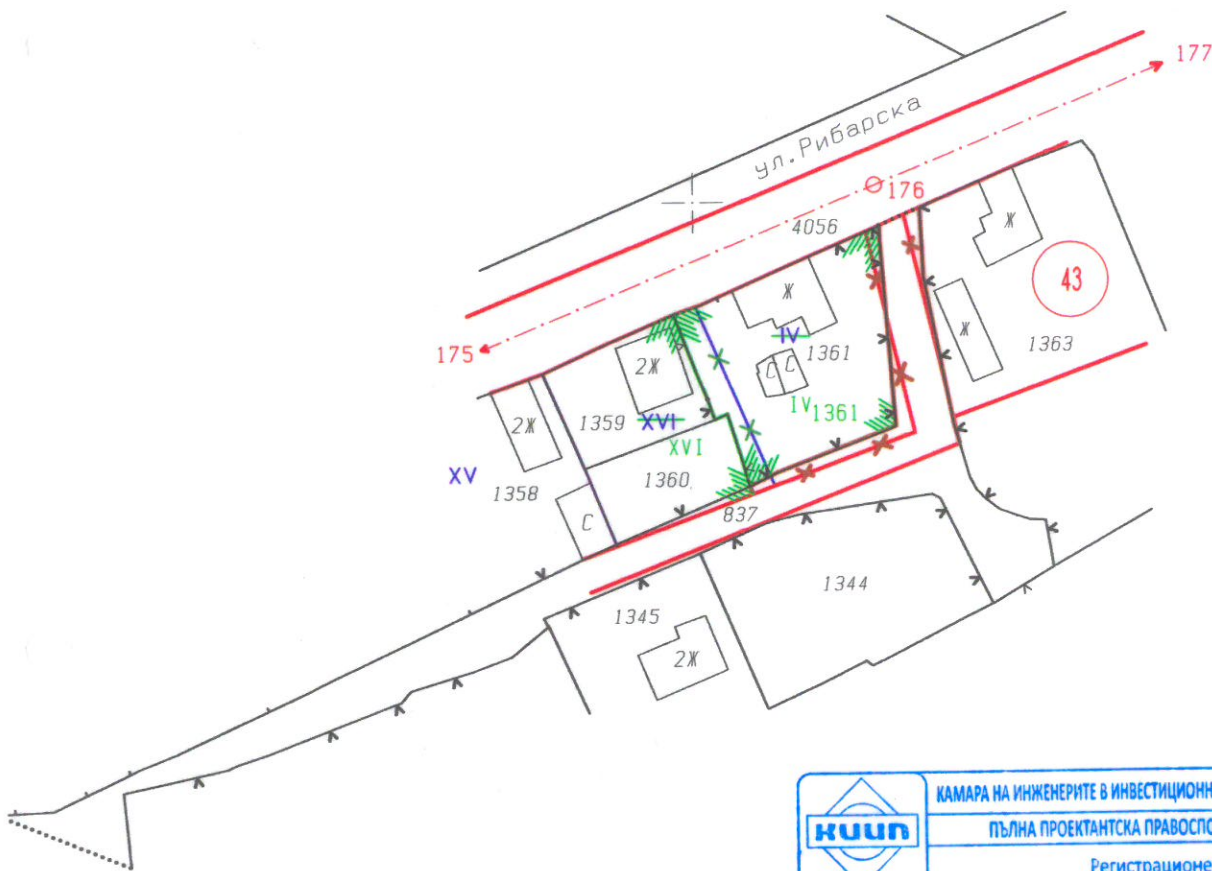 177
ул.Рибарска
176
4056
Ж
43
Ж
Ж
1363
175
2Ж
IV
1361
С
С
2Ж
1359
XVI
IV 1361
XVI
XV
1358
1360
С
837
1344
1345
2Ж
КАМАРА НА ИНЖЕНЕРИТЕ В ИНВЕСТИЦИОНН
КИИП
ПЪЛНА ПРОЕКТАНТСКА ПРАВОСПО
Регистрационе